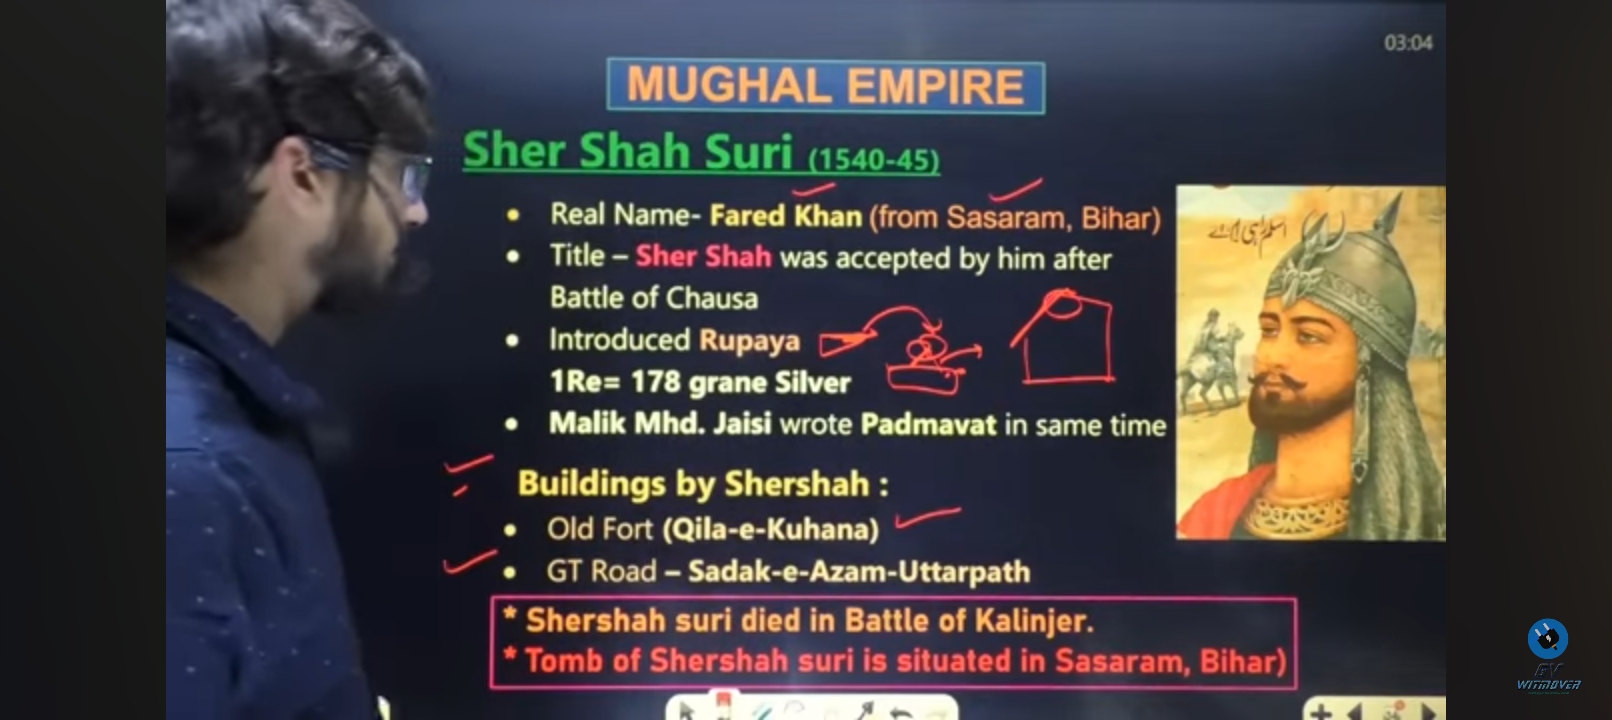 03:04
MUGHAL EMPIRE
Sher Shah Suri (1540-45)
• Real Name- Fared Khan (from Sasaram, Bihar)
• Title – Sher Shah was accepted by him after
Battle of Chausa
• Introduced Rupaya
1Re= 178 grane Silver
• Malik Mhd. Jaisi wrote Padmavat in same time
Buildings by Shershah :
• Old Fort (Qila-e-Kuhana)
• GT Road – Sadak-e-Azam-Uttarpath
* Shershah suri died in Battle of Kalinjer.
* Tomb of Shershah suri is situated in Sasaram, Bihar)